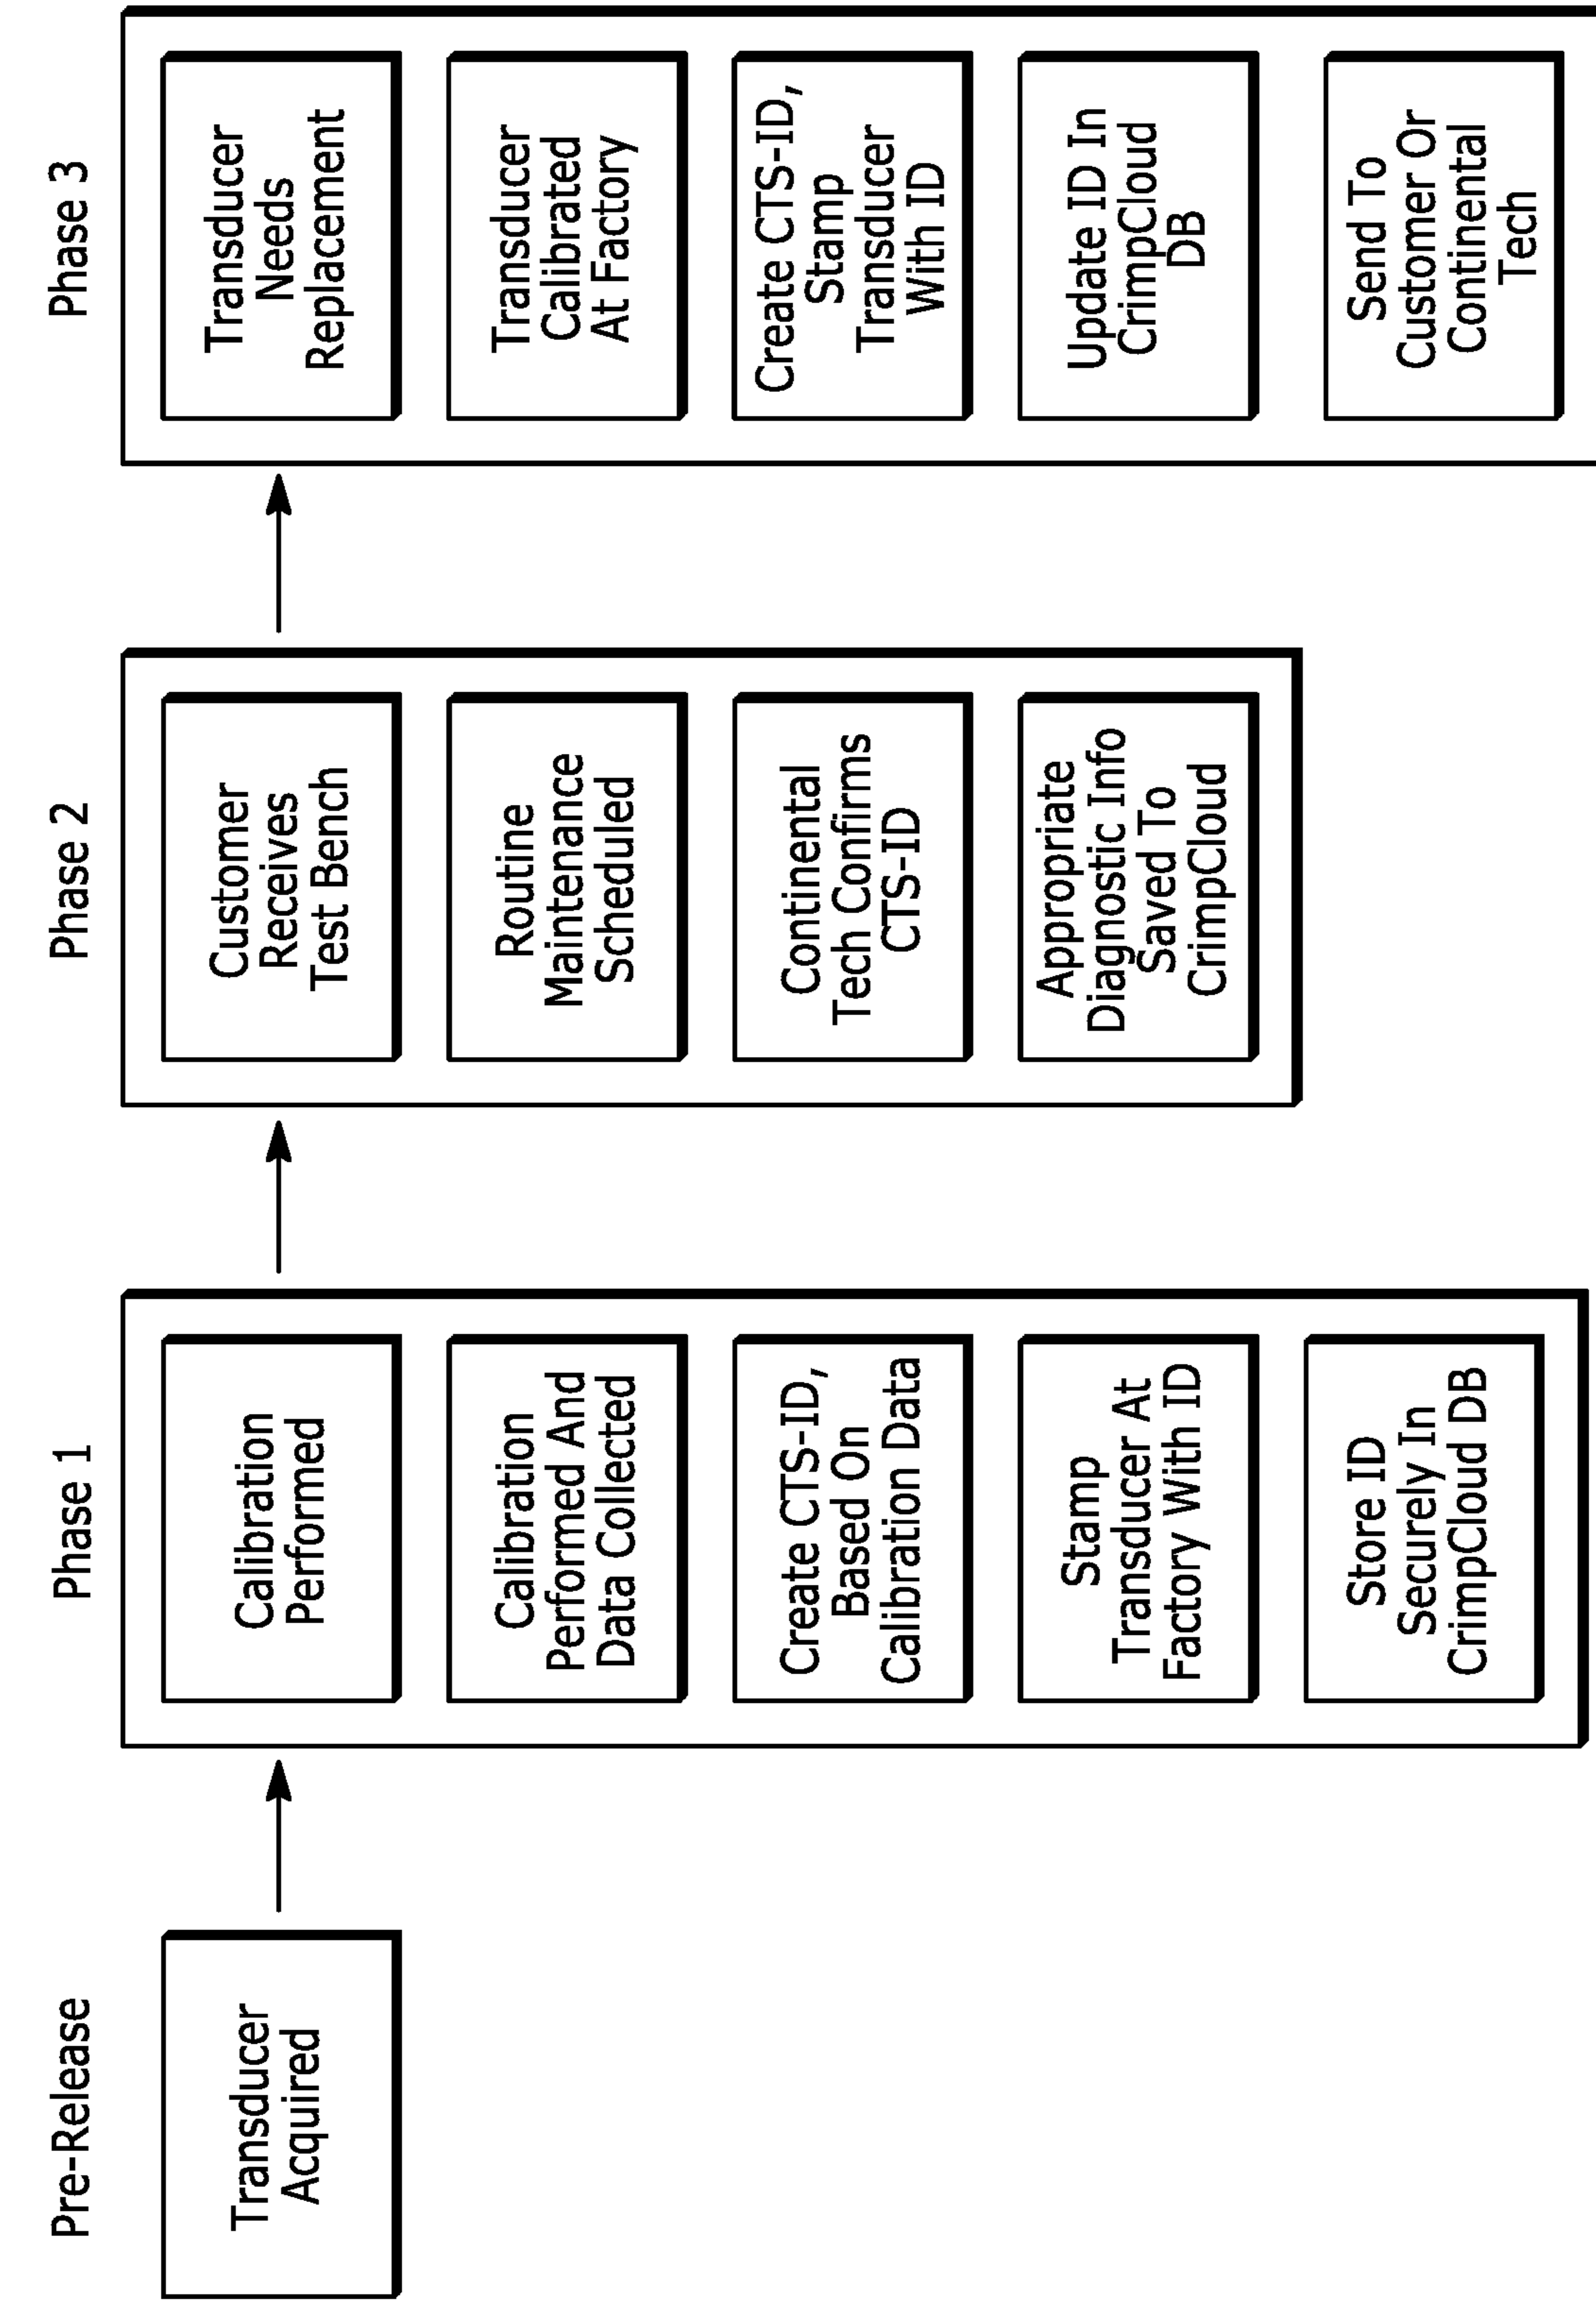 Pre-Release
Transducer
Acquired
Phase 1
Calibration
Performed
Calibration
Performed And
Data Collected
Create CTS-ID,
Based On
Calibration Data
Stamp
Transducer At
Factory With ID
Store ID
Securely In
CrimpCloud DB
Phase 2
Customer
Receives
Test Bench
Routine
Maintenance
Scheduled
Continental
Tech Confirms
CTS-ID
Appropriate
Diagnostic Info
Saved To
CrimpCloud
Phase 3
Transducer
Needs
Replacement
Transducer
Calibrated
At Factory
Create CTS-ID,
Stamp
Transducer
With ID
Update ID In
CrimpCloud
DB
Send To
Customer Or
Continental
Tech